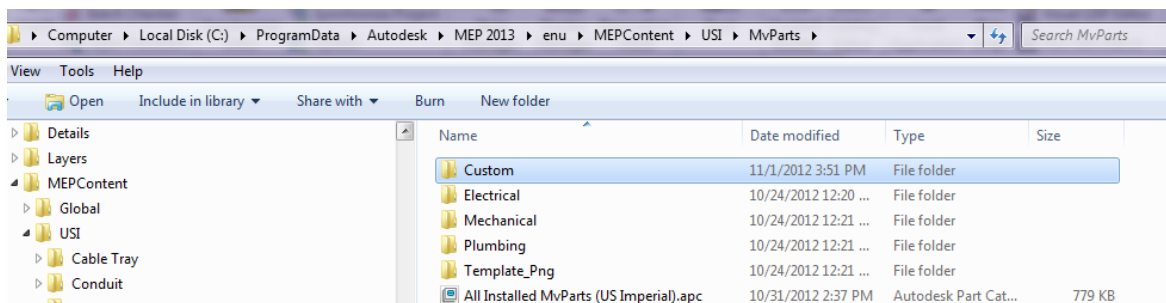 Computer ▸ Local Disk (C:) ▸ ProgramData ▸ Autodesk ▸ MEP 2013 ▸ enu ▸ MEPContent ▸ USI ▸ MvParts ▸ Search MvParts
View Tools Help
Open Include in library Share with Burn New folder
Details Name Date modified Type Size
Layers
Custom 11/1/2012 3:51 PM File folder
MEPContent
Electrical 10/24/2012 12:20 ... File folder
Global
Mechanical 10/24/2012 12:21 ... File folder
USI
Plumbing 10/24/2012 12:21 ... File folder
Cable Tray
Template_Png 10/24/2012 12:21 ... File folder
Conduit
All Installed MvParts (US Imperial).apc 10/31/2012 2:37 PM Autodesk Part Cat... 779 KB